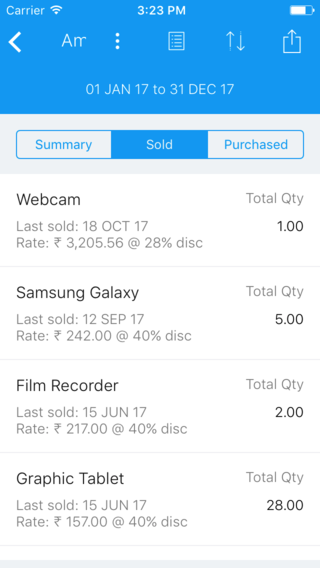 Carrier 3:23 PM
Am
01 JAN 17 to 31 DEC 17
Summary Sold Purchased
Webcam Total Qty
Last sold: 18 OCT 17 1.00
Rate: ₹ 3,205.56 @ 28% disc
Samsung Galaxy Total Qty
Last sold: 12 SEP 17 5.00
Rate: ₹ 242.00 @ 40% disc
Film Recorder Total Qty
Last sold: 15 JUN 17 2.00
Rate: ₹ 217.00 @ 40% disc
Graphic Tablet Total Qty
Last sold: 15 JUN 17 28.00
Rate: ₹ 157.00 @ 40% disc